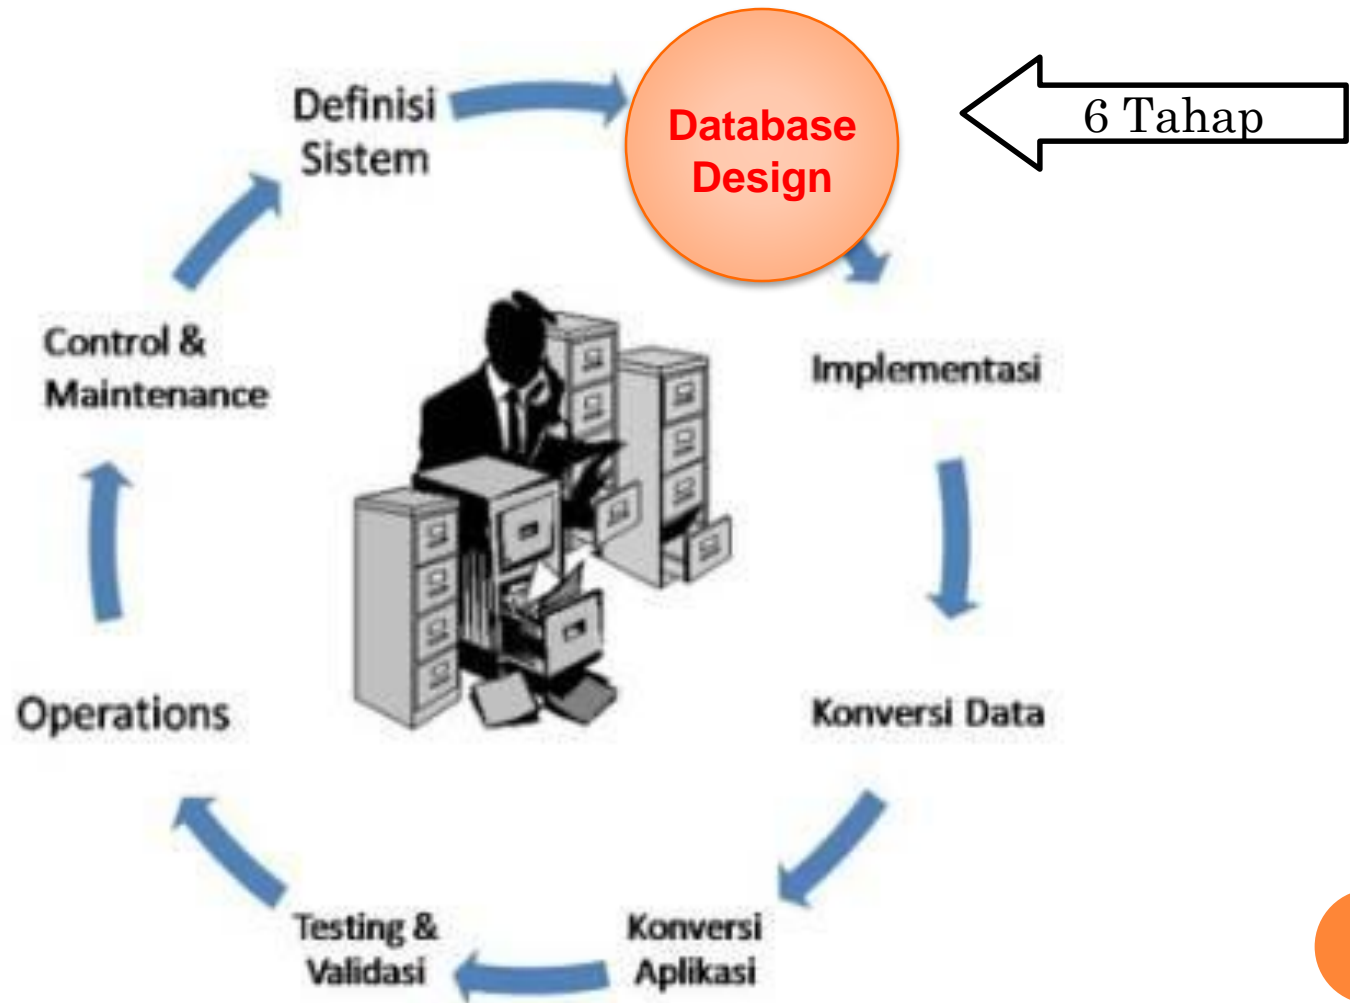 Definisi
Sistem
Database
Design
6 Tahap
Implementasi
Konversi Data
Konversi
Aplikasi
Testing &
Validasi
Operations
Control &
Maintenance